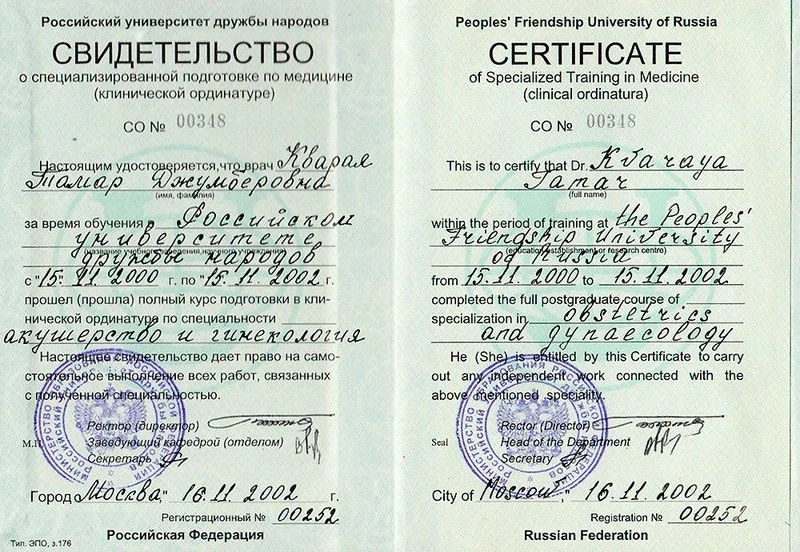 Российский университет дружбы народов
СВИДЕТЕЛЬСТВО
о специализированной подготовке по медицине
(клинической ординатуре)
СО № 00348
Настоящим удостоверяется, что врач Кварая
Тамар Джумберовна
(имя, фамилия)
за время обучения в Российском
университете
дружбы народов
с "15" 11.2000 г. по "15. 11.2002 г.
прошел (прошла) полный курс подготовки в кли-
нической ординатуре по специальности
акушерство и гинекология
Настоящее свидетельство дает право на само-
стоятельное выполнение всех работ, связанных
с полученной специальностью.
Ректор (директор)
М.П. Заведующий кафедрой (отделом)
Секретарь
Город „Москва" 16.11 2002 г.
Регистрационный № 00252
Российская Федерация
Тип. ЭПО, з.176
Peoples' Friendship University of Russia
CERTIFICATE
of Specialized Training in Medicine
(clinical ordinatura)
CO № 00348
This is to certify that Dr. Kvaraya
Tamar
(full name)
within the period of training at the Peoples'
Friendship University
(educational establishment or research centre)
of Russia
from 15.11.2000 to 15.11.2002
completed the full postgraduate course of
specialization in obstetrics
and gynaecology
He (She) is entitled by this Certificate to carry
out any independent work connected with the
above mentioned speciality.
Rector (Director)
Seal Head of the Department
Secretary
City of „Moscow", 16.11.2002
Registration № 00252
Russian Federation